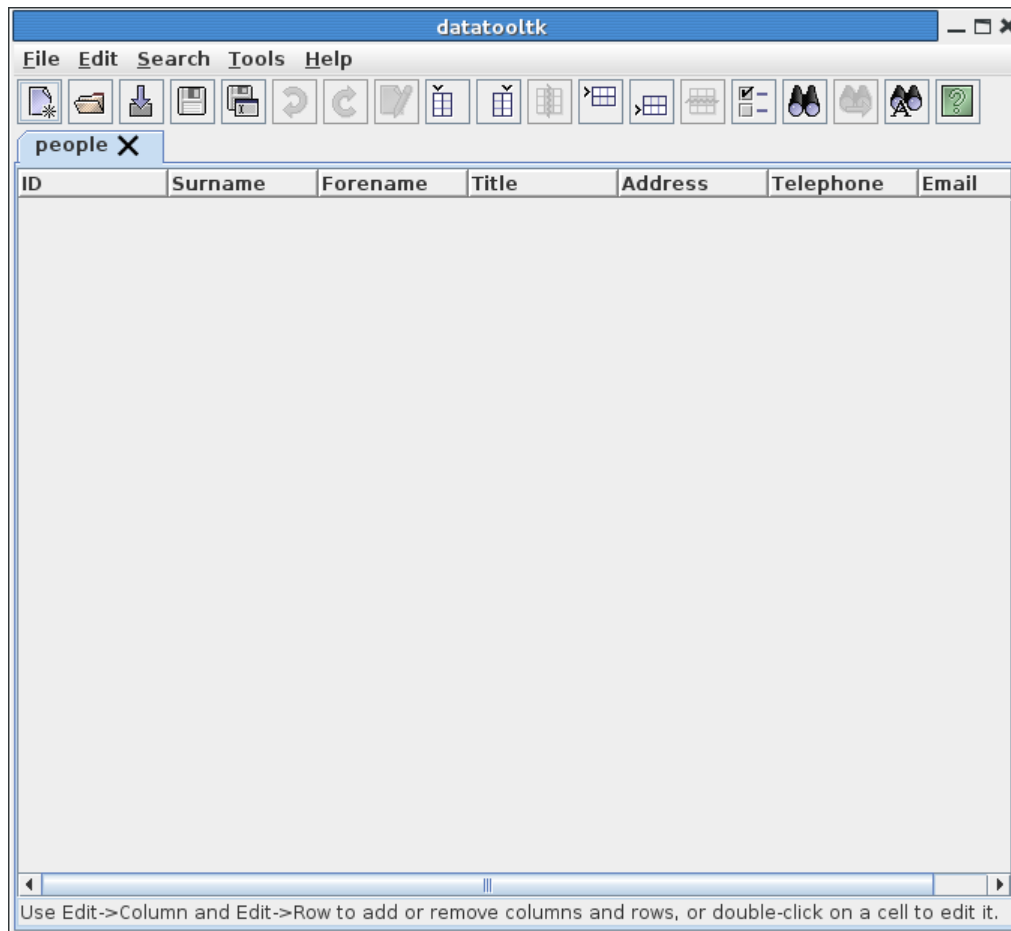 datatooltk
File Edit Search Tools Help
people
ID Surname Forename Title Address Telephone Email
Use Edit->Column and Edit->Row to add or remove columns and rows, or double-click on a cell to edit it.